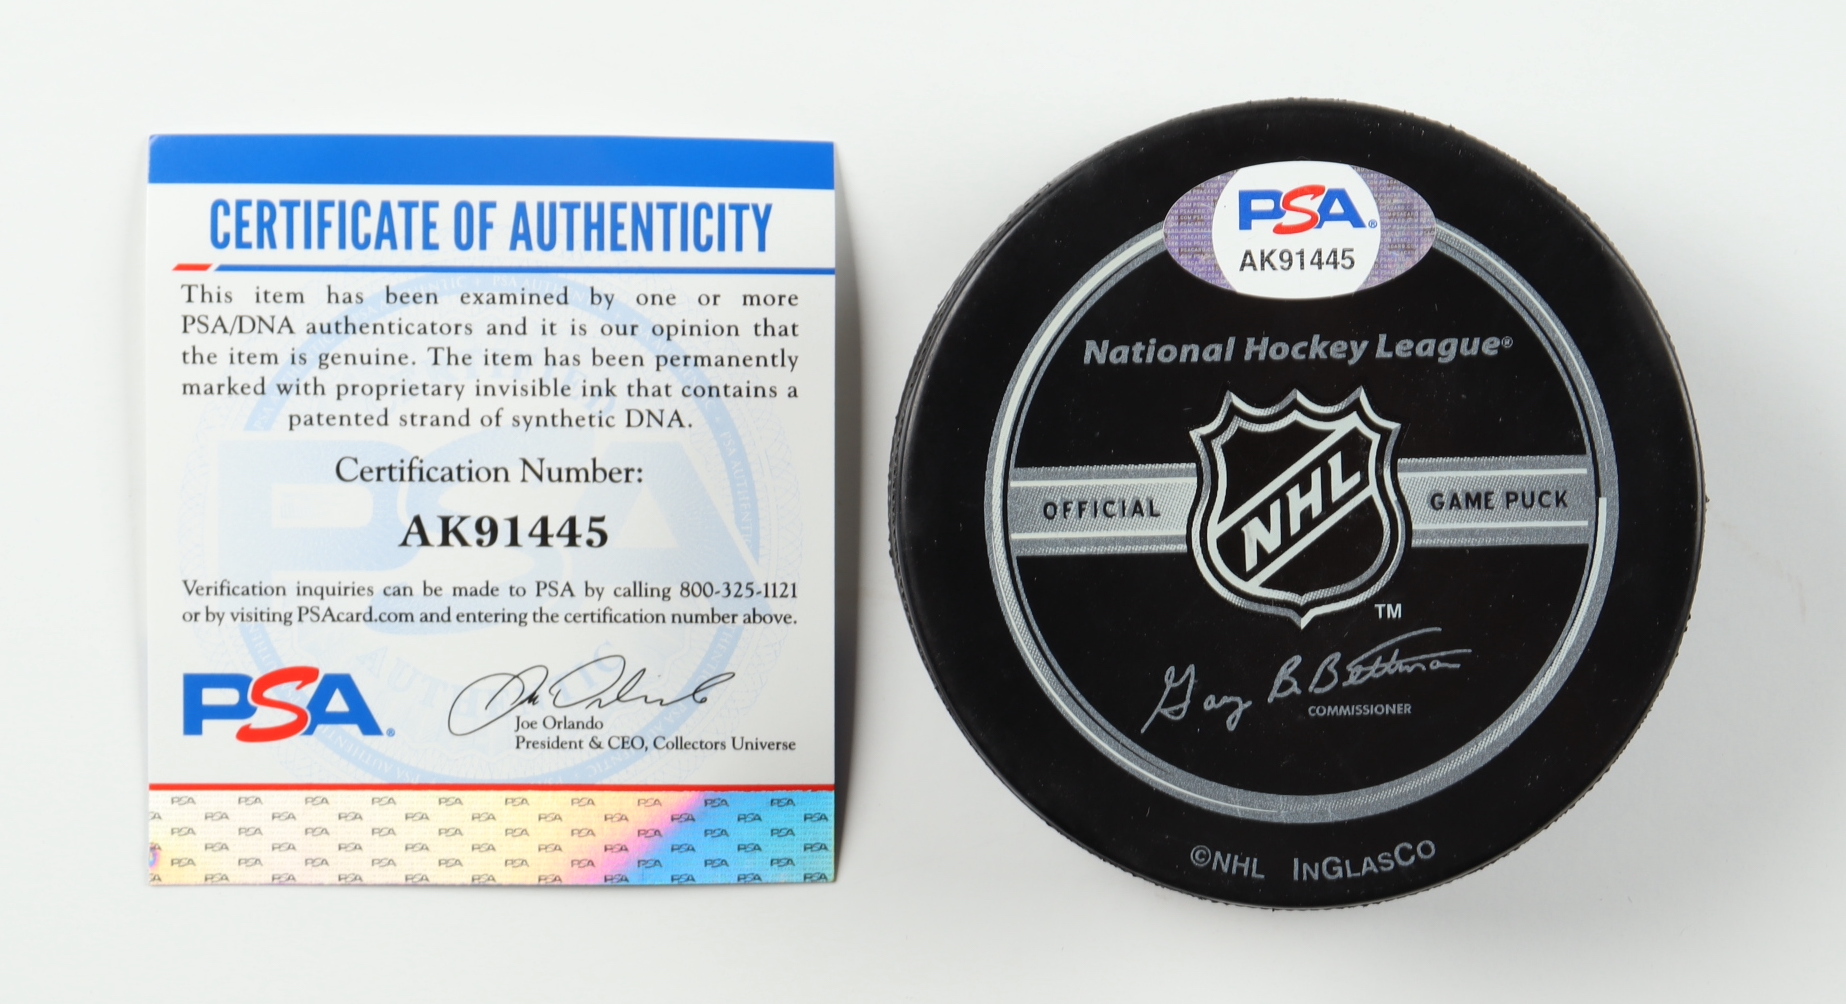 CERTIFICATE OF AUTHENTICITY
This item has been examined by one or more
PSA/DNA authenticators and it is our opinion that
the item is genuine. The item has been permanently
marked with proprietary invisible ink that contains a
patented strand of synthetic DNA.
Certification Number:
AK91445
Verification inquiries can be made to PSA by calling 800-325-1121
or by visiting PSAcard.com and entering the certification number above.
PSA®
Joe Orlando
President & CEO, Collectors Universe
PSA®
AK91445
National Hockey League®
OFFICIAL NHL GAME PUCK
TM
Gary B. Bettman
COMMISSIONER
©NHL INGLASCO